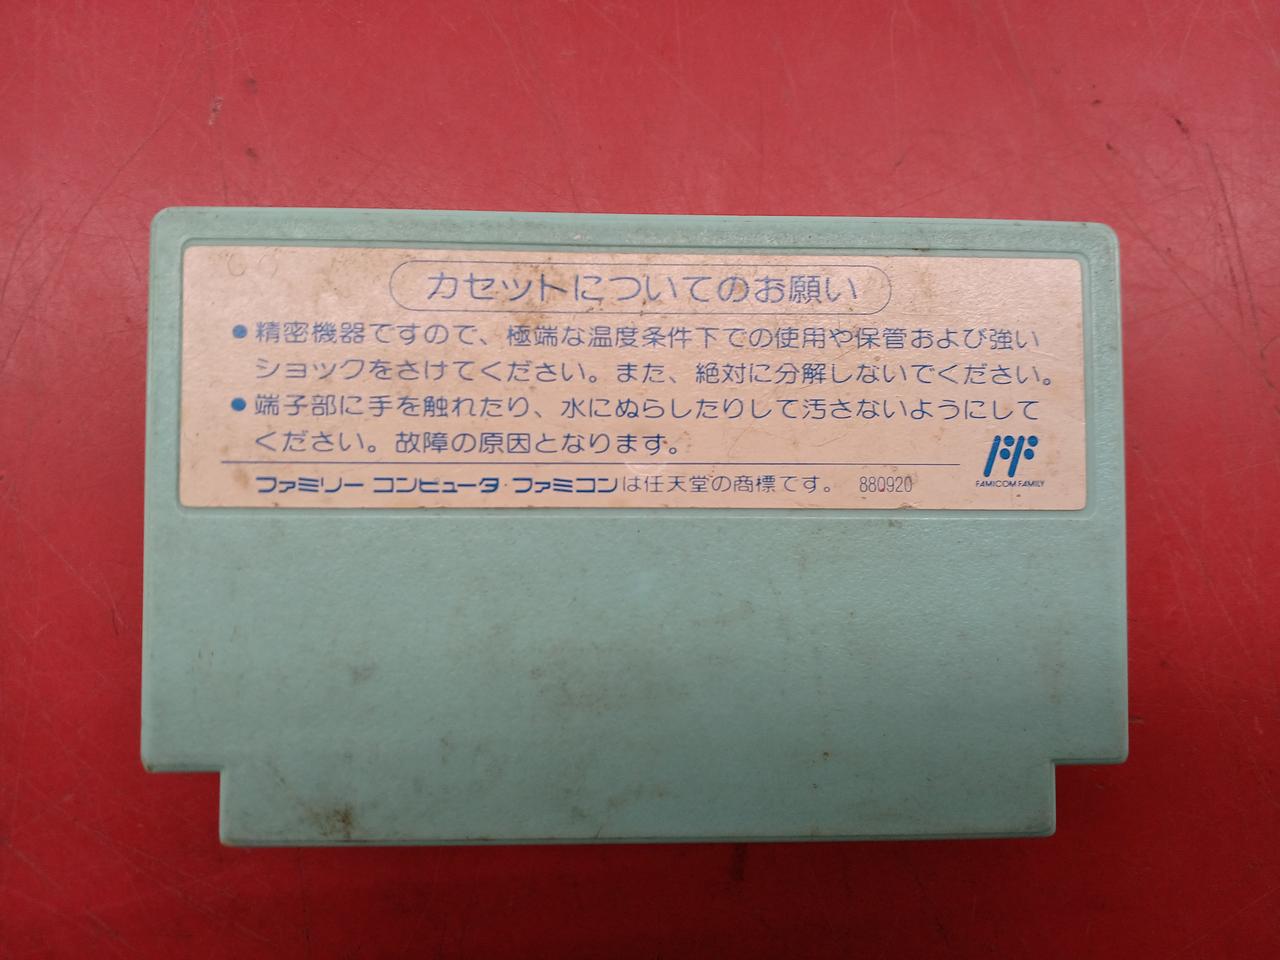 カセットについてのお願い
●精密機器ですので、極端な温度条件下での使用や保管および強い
ショックをさけてください。また、絶対に分解しないでください。
●端子部に手を触れたり、水にぬらしたりして汚さないようにして
ください。故障の原因となります。
ファミリーコンピュータ・ファミコンは任天堂の商標です。 880920
FF
FAMICOM FAMILY